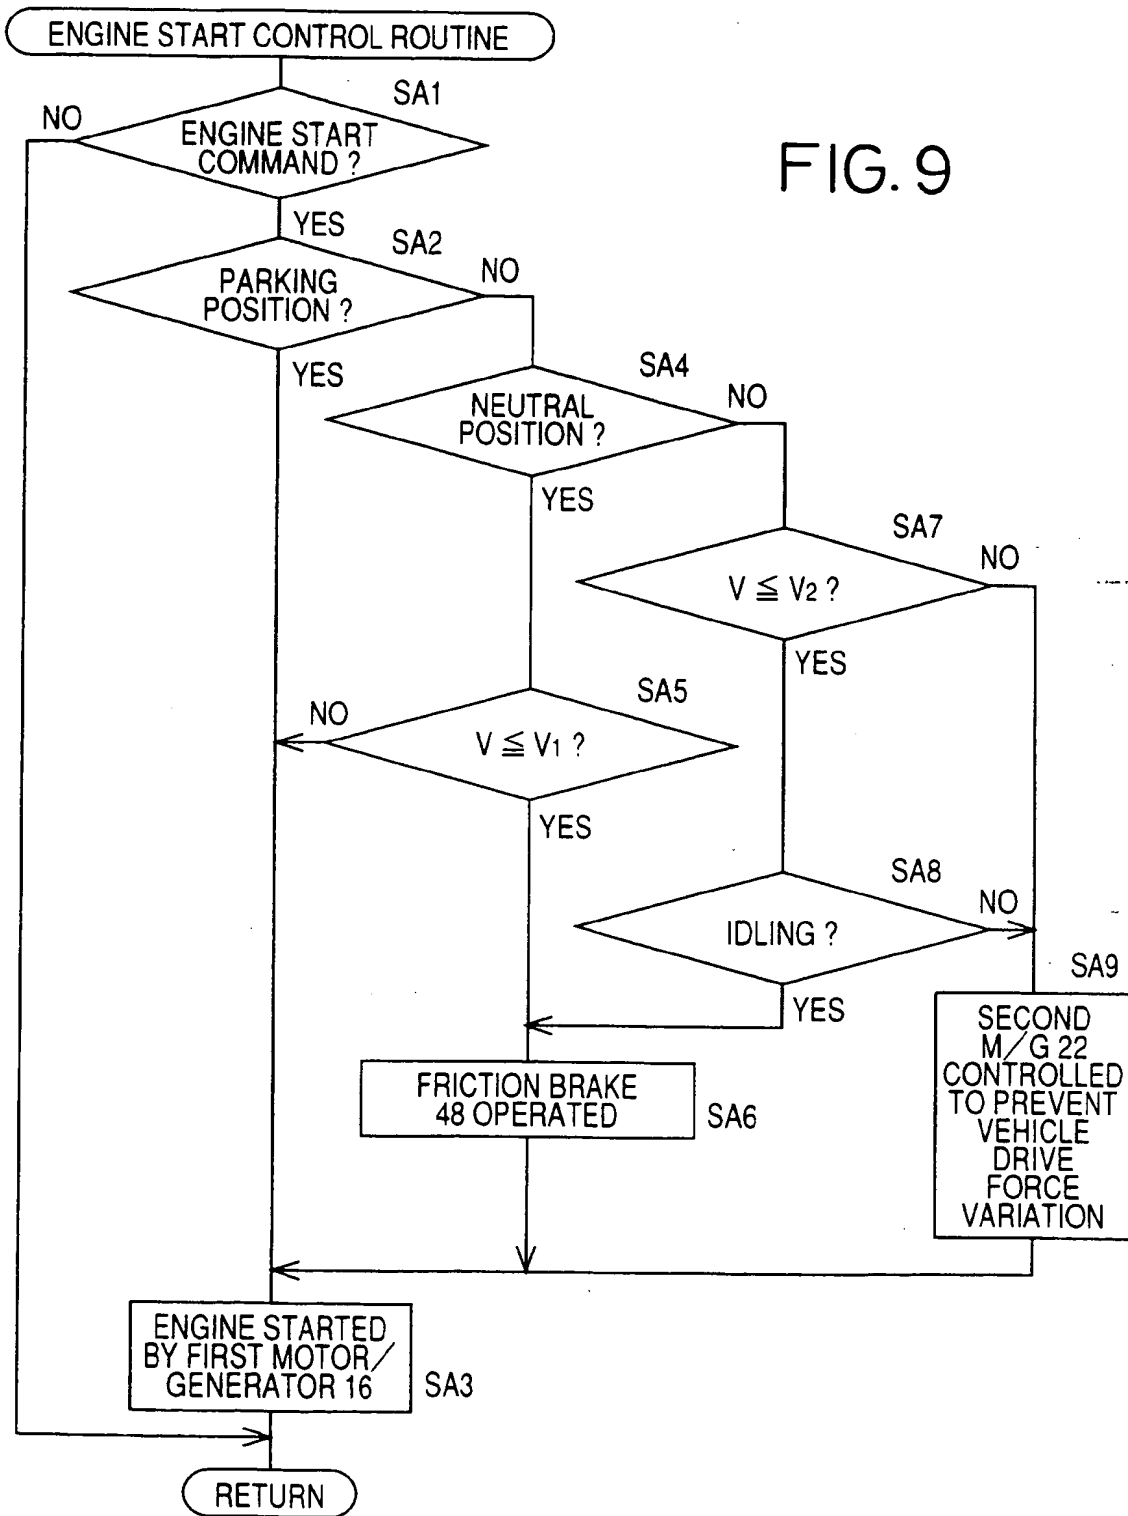 ENGINE START CONTROL ROUTINE
SA1
NO
ENGINE START
COMMAND ?
FIG. 9
YES
SA2
NO
PARKING
POSITION ?
YES
SA4
NO
NEUTRAL
POSITION ?
YES
SA7
NO
V ≦ V2 ?
YES
SA5
NO
V ≦ V1 ?
YES
SA8
NO
IDLING ?
YES
SA9
SECOND
M/G 22
CONTROLLED
TO PREVENT
VEHICLE
DRIVE
FORCE
VARIATION
FRICTION BRAKE
48 OPERATED
SA6
ENGINE STARTED
BY FIRST MOTOR/
GENERATOR 16
SA3
RETURN